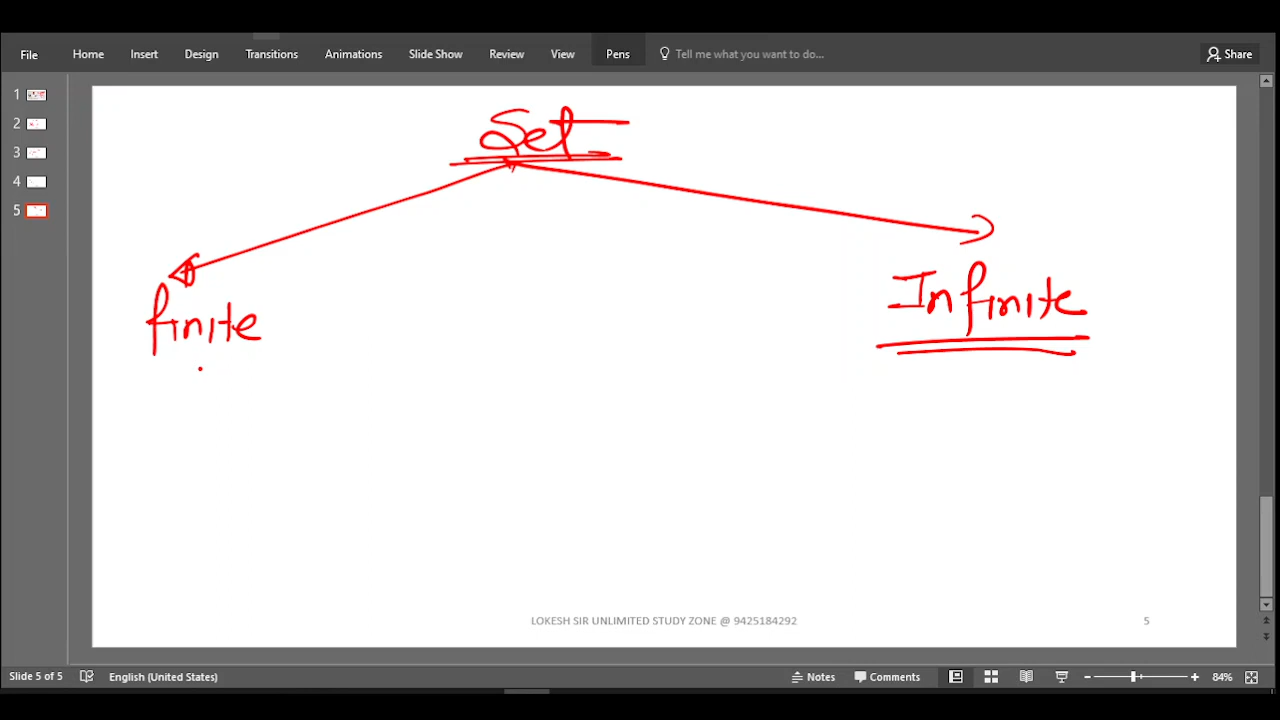 File Home Insert Design Transitions Animations Slide Show Review View Pens Tell me what you want to do... Share
1
2
3
4
5
Set
finite
Infinite
LOKESH SIR UNLIMITED STUDY ZONE @ 9425184292 5
Slide 5 of 5 English (United States) Notes Comments 84%